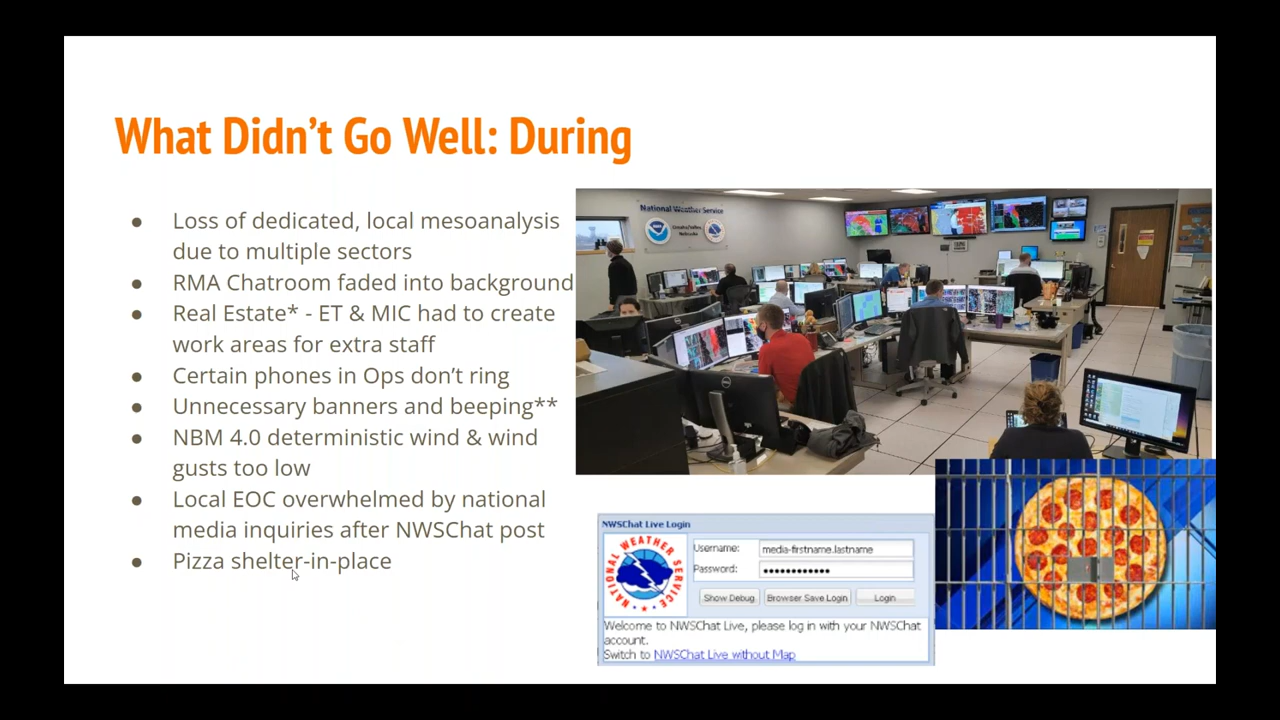 What Didn't Go Well: During
● Loss of dedicated, local mesoanalysis
due to multiple sectors
● RMA Chatroom faded into background
● Real Estate* - ET & MIC had to create
work areas for extra staff
● Certain phones in Ops don't ring
● Unnecessary banners and beeping**
● NBM 4.0 deterministic wind & wind
gusts too low
● Local EOC overwhelmed by national
media inquiries after NWSChat post
● Pizza shelter-in-place
National Weather Service
Omaha/Valley
Nebraska
DELL
NWSChat Live Login
NATIONAL WEATHER SERVICE
Username: media-firstname.lastname
Password: ●●●●●●●●●●●●
Show Debug Browser Save Login Login
Welcome to NWSChat Live, please log in with your NWSChat
account.
Switch to NWSChat Live without Map